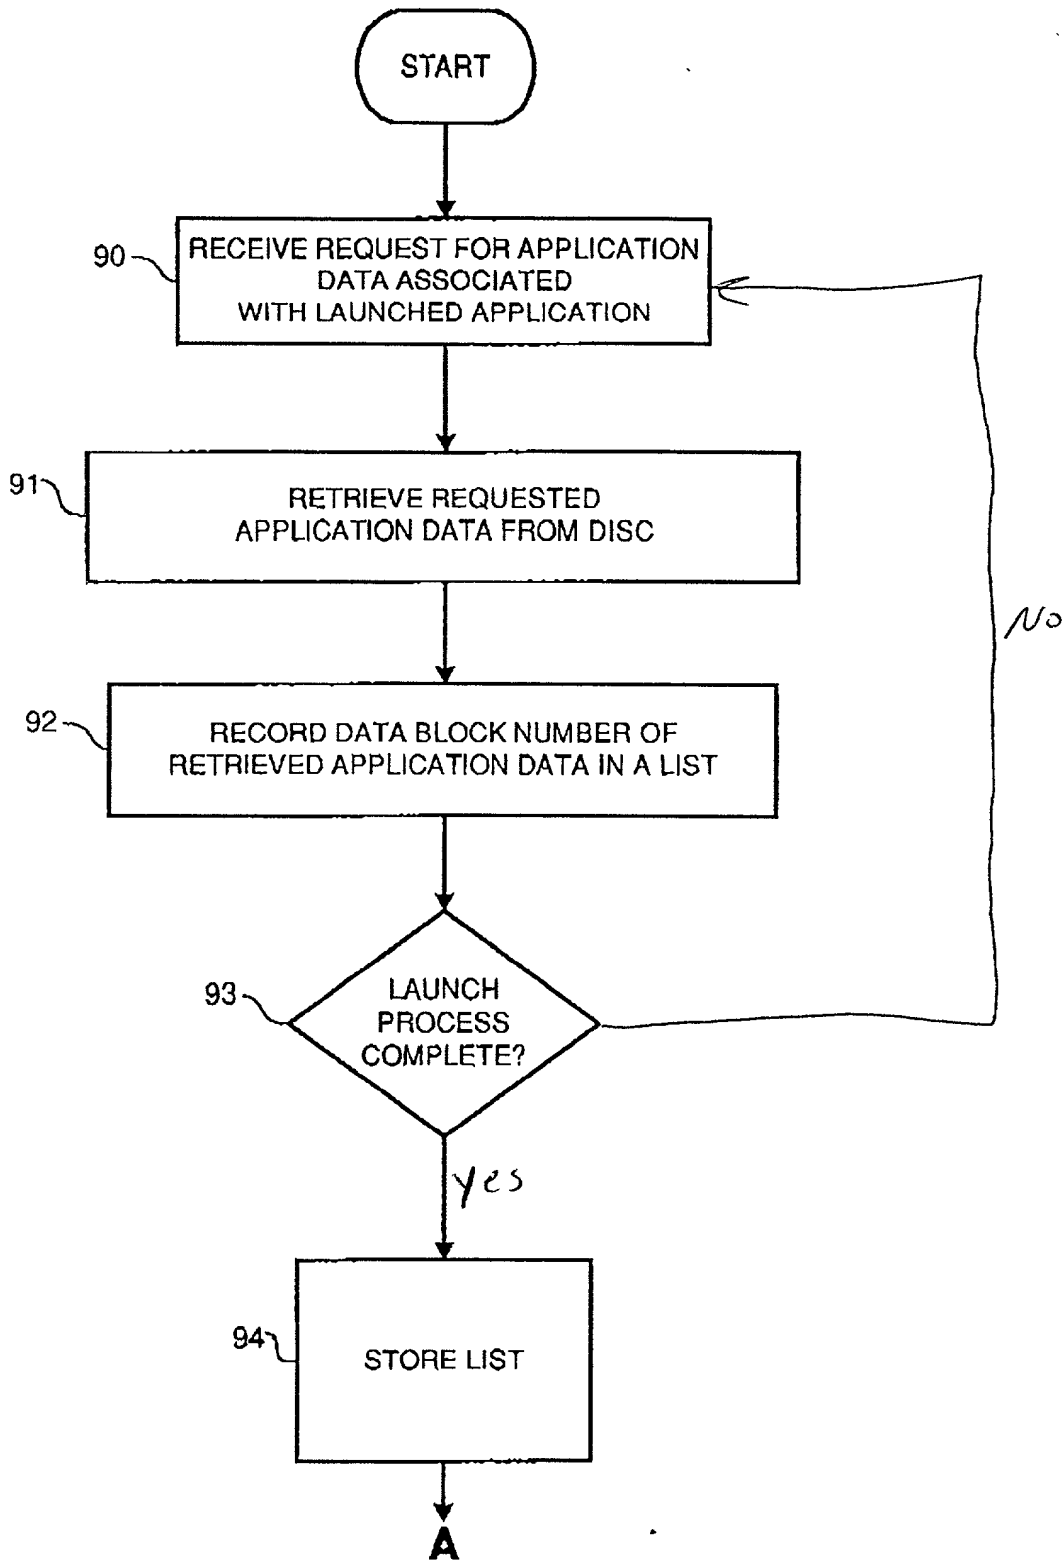 START
90
RECEIVE REQUEST FOR APPLICATION
DATA ASSOCIATED
WITH LAUNCHED APPLICATION
91
RETRIEVE REQUESTED
APPLICATION DATA FROM DISC
No
92
RECORD DATA BLOCK NUMBER OF
RETRIEVED APPLICATION DATA IN A LIST
93
LAUNCH
PROCESS
COMPLETE?
yes
94
STORE LIST
A